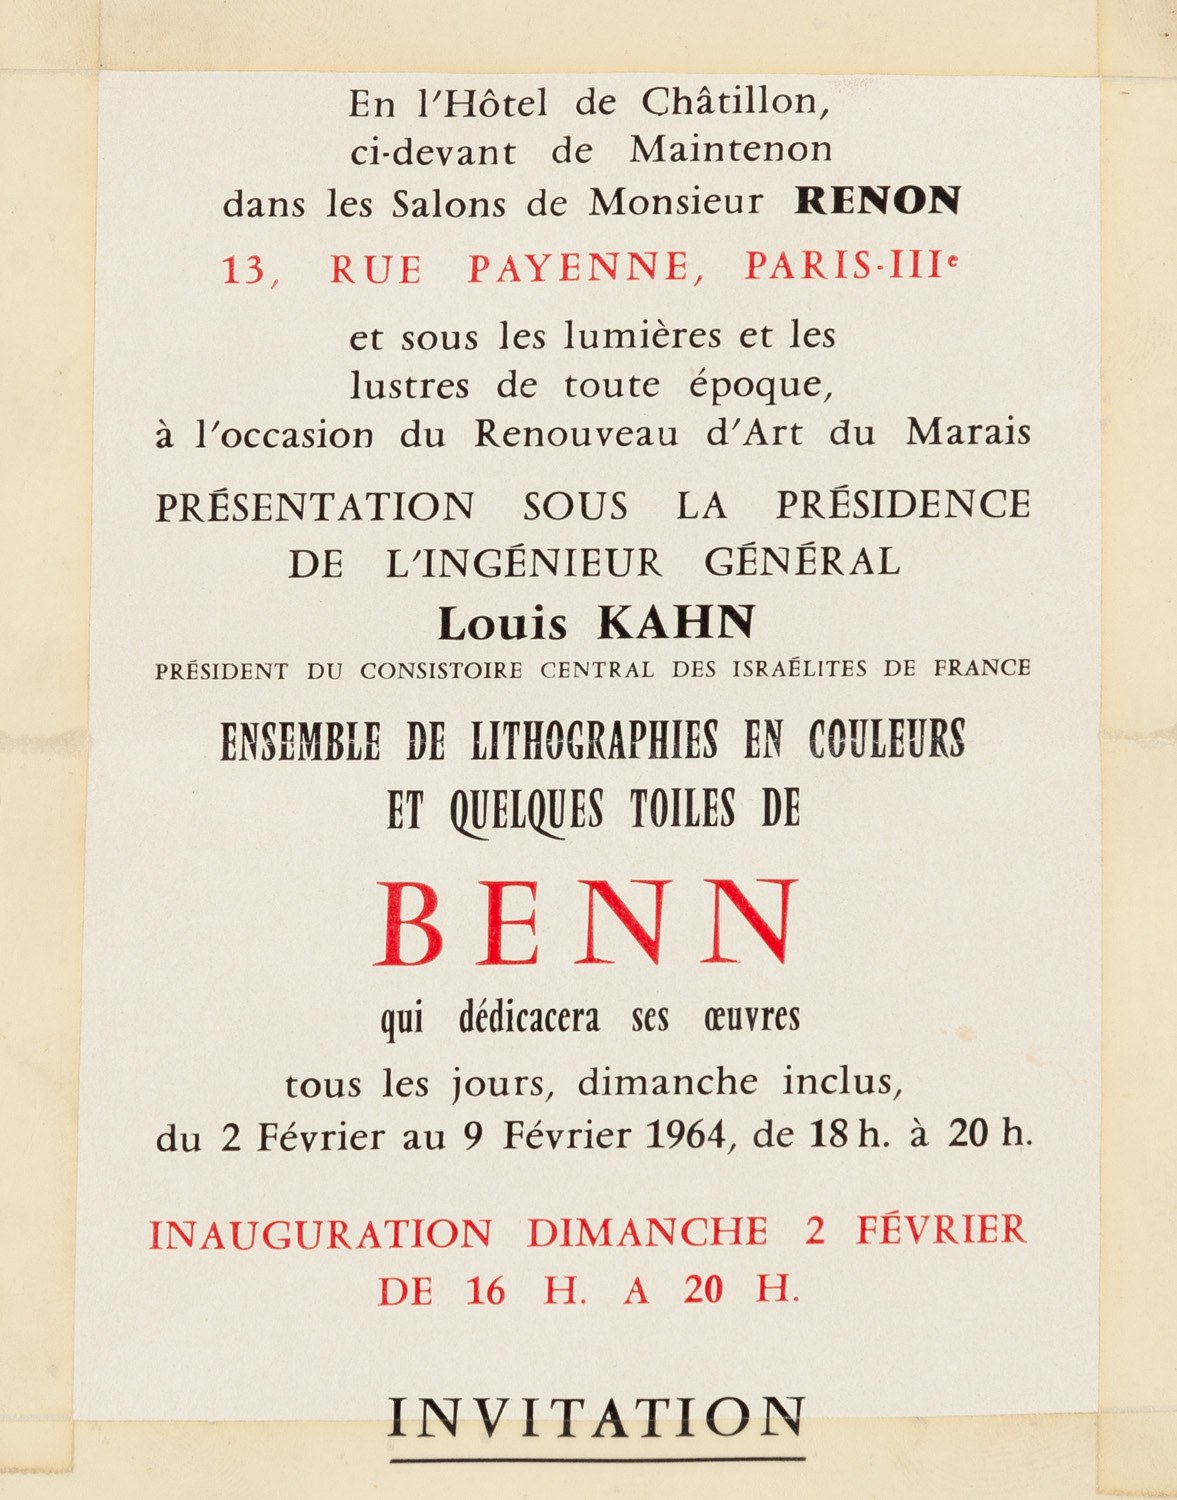 En l'Hôtel de Châtillon,
ci-devant de Maintenon
dans les Salons de Monsieur RENON
13, RUE PAYENNE, PARIS-IIIe
et sous les lumières et les
lustres de toute époque,
à l'occasion du Renouveau d'Art du Marais
PRÉSENTATION SOUS LA PRÉSIDENCE
DE L'INGÉNIEUR GÉNÉRAL
Louis KAHN
PRÉSIDENT DU CONSISTOIRE CENTRAL DES ISRAÉLITES DE FRANCE
ENSEMBLE DE LITHOGRAPHIES EN COULEURS
ET QUELQUES TOILES DE
BENN
qui dédicacera ses œuvres
tous les jours, dimanche inclus,
du 2 Février au 9 Février 1964, de 18 h. à 20 h.
INAUGURATION DIMANCHE 2 FÉVRIER
DE 16 H. A 20 H.
INVITATION